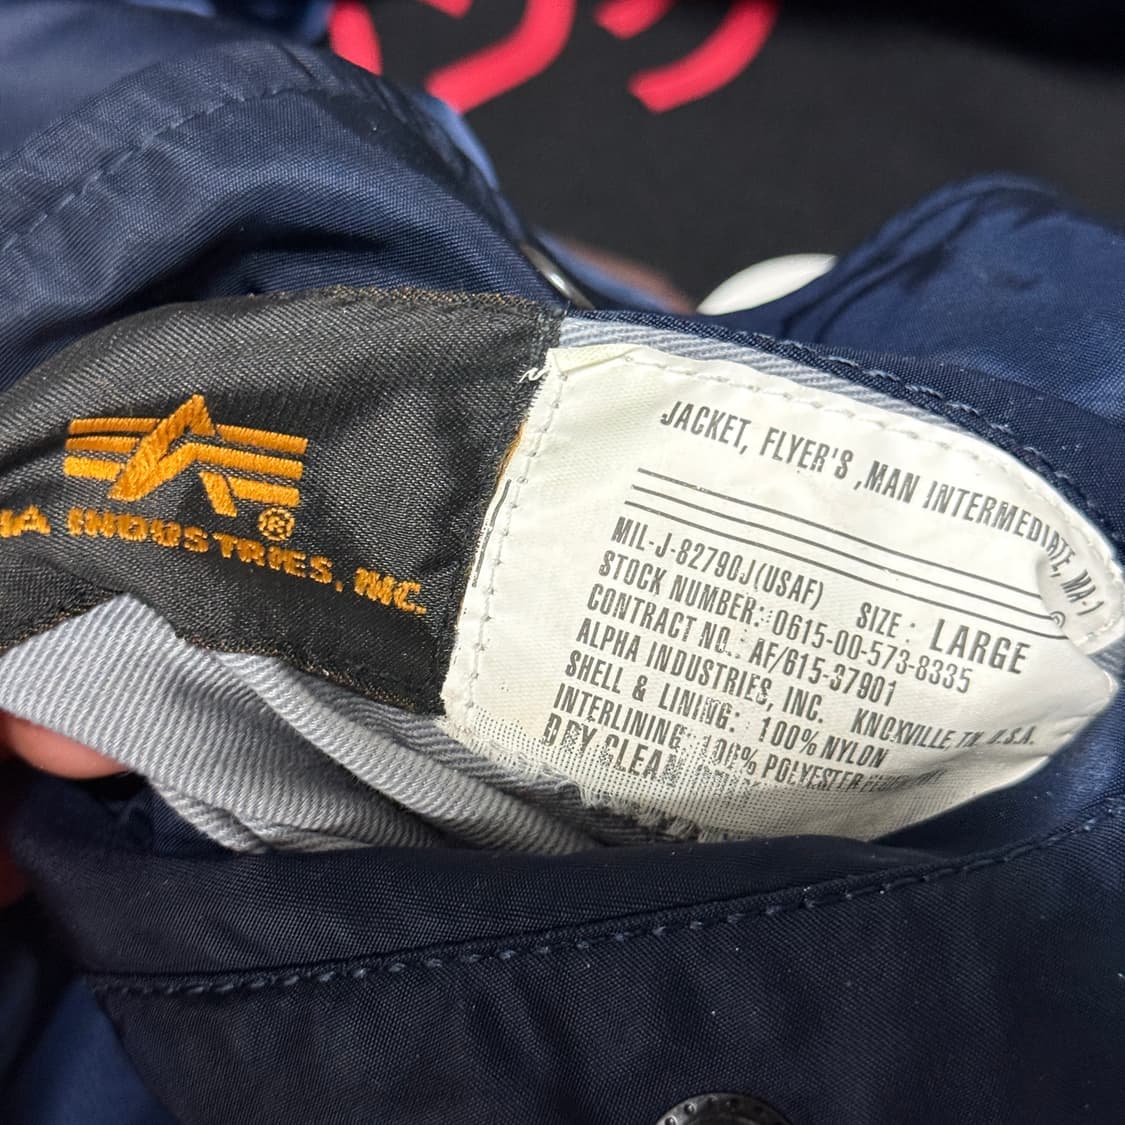 HA INDUSTRIES, INC.
JACKET, FLYER'S ,MAN INTERMEDIATE, MA-1
MIL-J-82790J(USAF) SIZE : LARGE
STOCK NUMBER: 0615-00-573-8335
CONTRACT NO.: AF/615-37901
ALPHA INDUSTRIES, INC. KNOXVILLE, TN. U.S.A.
SHELL & LINING: 100% NYLON
INTERLINING: 100% POLYESTER
DRY CLEAN